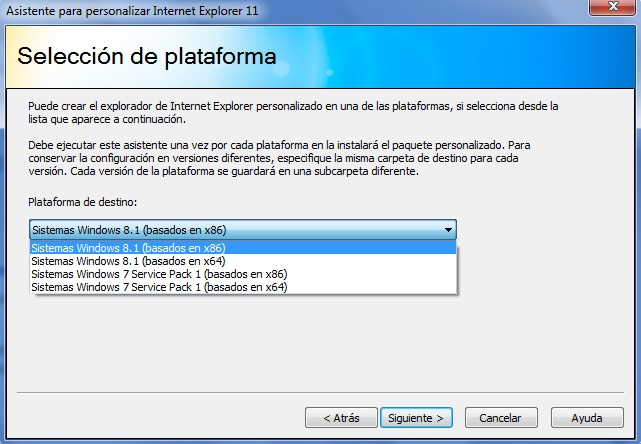 Asistente para personalizar Internet Explorer 11
Selección de plataforma
Puede crear el explorador de Internet Explorer personalizado en una de las plataformas, si selecciona desde la
lista que aparece a continuación.
Debe ejecutar este asistente una vez por cada plataforma en la instalará el paquete personalizado. Para
conservar la configuración en versiones diferentes, especifique la misma carpeta de destino para cada
versión. Cada versión de la plataforma se guardará en una subcarpeta diferente.
Plataforma de destino:
Sistemas Windows 8.1 (basados en x86)
Sistemas Windows 8.1 (basados en x86)
Sistemas Windows 8.1 (basados en x64)
Sistemas Windows 7 Service Pack 1 (basados en x86)
Sistemas Windows 7 Service Pack 1 (basados en x64)
< Atrás
Siguiente >
Cancelar
Ayuda